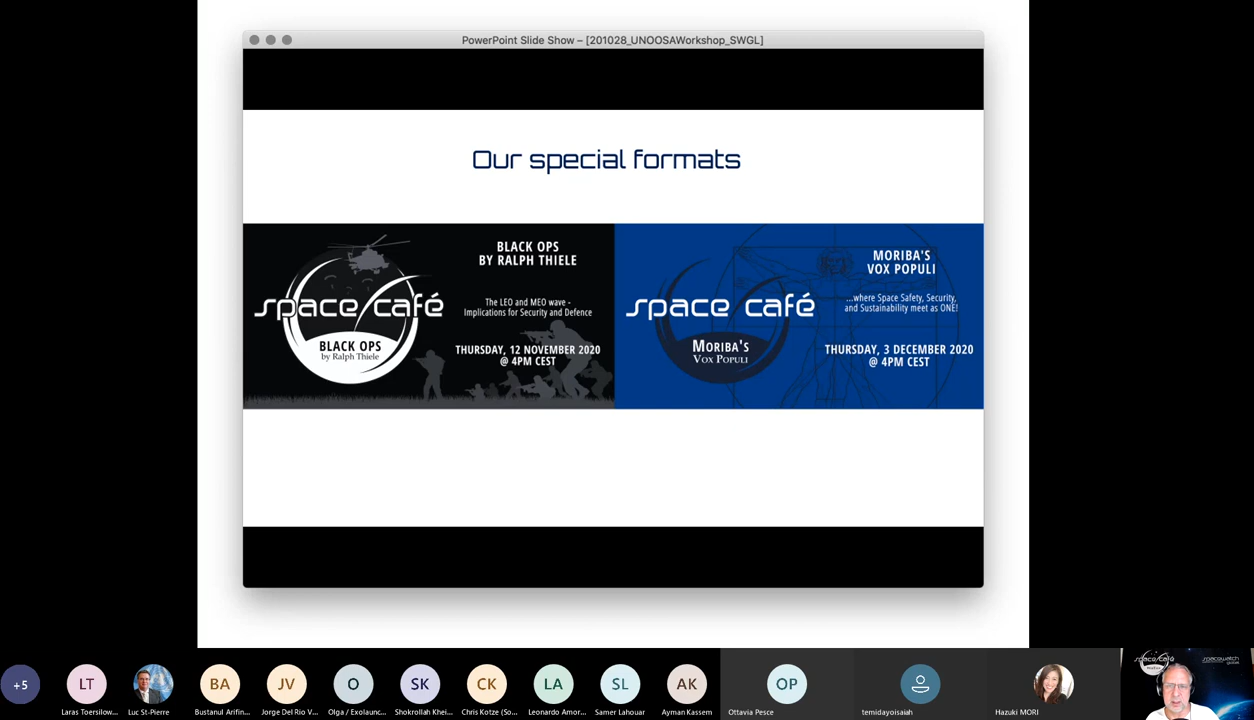 PowerPoint Slide Show – [201028_UNOOSAWorkshop_SWGL]
Our special formats
space café
BLACK OPS
by Ralph Thiele
BLACK OPS
BY RALPH THIELE
The LEO and MEO wave -
Implications for Security and Defence
THURSDAY, 12 NOVEMBER 2020
@ 4PM CEST
space café
MORIBA'S
VOX POPULI
MORIBA'S
VOX POPULI
...where Space Safety, Security,
and Sustainability meet as ONE!
THURSDAY, 3 DECEMBER 2020
@ 4PM CEST
+5
LT
Laras Toersilow...
Luc St-Pierre
BA
Bustanul Arifin...
JV
Jorge Del Rio V...
O
Olga / Exolaunc...
SK
Shokrollah Khei...
CK
Chris Kotze (So...
LA
Leonardo Amor...
SL
Samer Lahouar
AK
Ayman Kassem
OP
Ottavia Pesce
temidayoisaiah
Hazuki MORI
space café
spacewatch